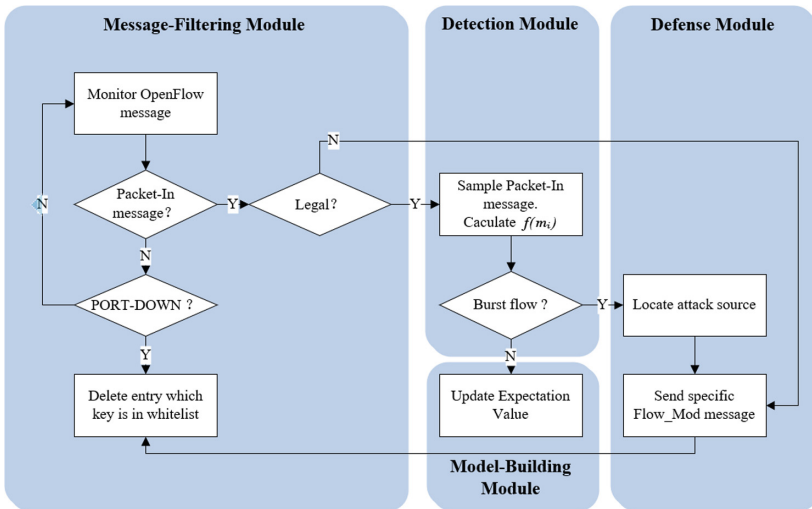 Message-Filtering Module
Detection Module
Defense Module
Monitor OpenFlow
message
N
Packet-In
message?
Y
Legal?
N
Y
Sample Packet-In
message.
Caculate f(mi)
N
N
PORT-DOWN ?
Burst flow ?
Y
Locate attack source
Y
N
Delete entry which
key is in whitelist
Update Expectation
Value
Send specific
Flow_Mod message
Model-Building
Module